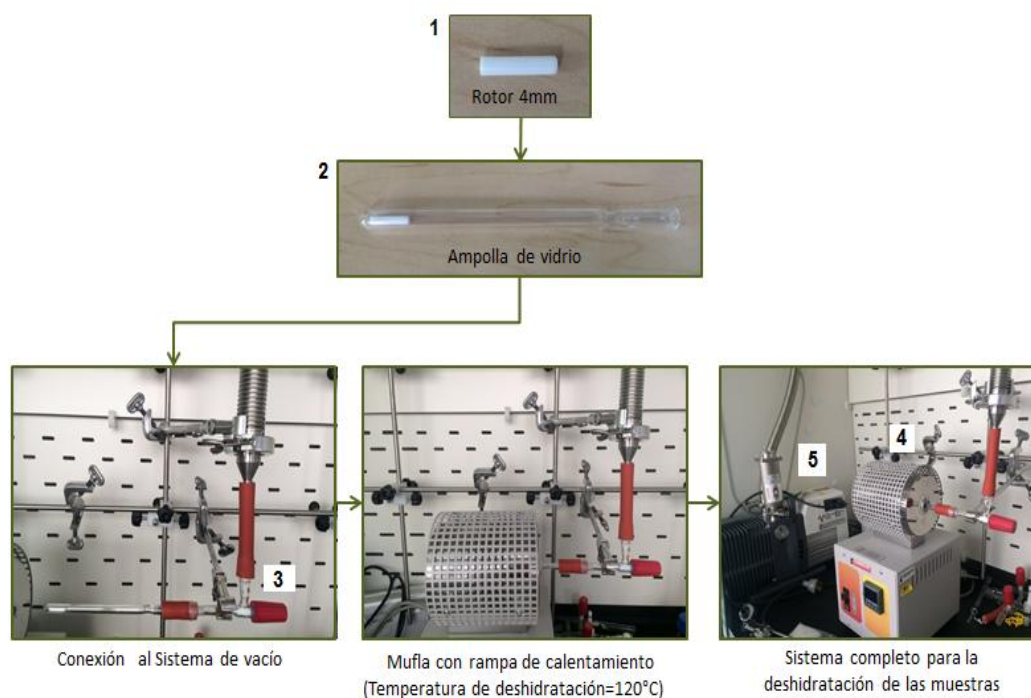 1
Rotor 4mm
2
Ampolla de vidrio
3
4
5
Conexión al Sistema de vacío
Mufla con rampa de calentamiento
(Temperatura de deshidratación=120°C)
Sistema completo para la
deshidratación de las muestras